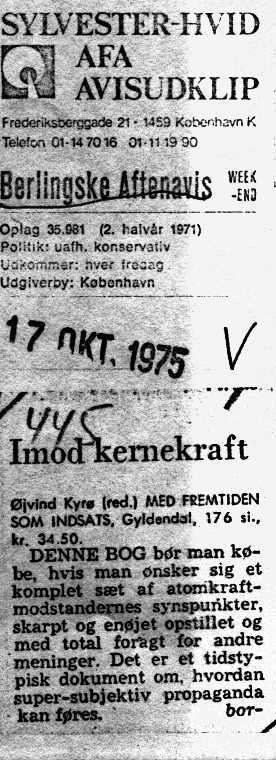 SYLVESTER-HVID
AFA
AVISUDKLIP
Frederiksberggade 21 - 1459 København K
Telefon 01-14 70 16 01-11 19 90
Berlingske Aftenavis WEEK
-END
Oplag 35.981 (2. halvår 1971)
Politik: uafh. konservativ
Udkommer: hver fredag
Udgiverby: København
17 OKT. 1975 V
445
Imod kernekraft
Øjvind Kyrø (red.) MED FREMTIDEN
SOM INDSATS, Gyldendal, 176 si.,
kr. 34.50.
DENNE BOG bør man kø-
be, hvis man ønsker sig et
komplet sæt af atomkraft-
modstandernes synspunkter,
skarpt og enøjet opstillet og
med total foragt for andre
meninger. Det er et tidsty-
pisk dokument om, hvordan
super-subjektiv propaganda
kan føres. bor-